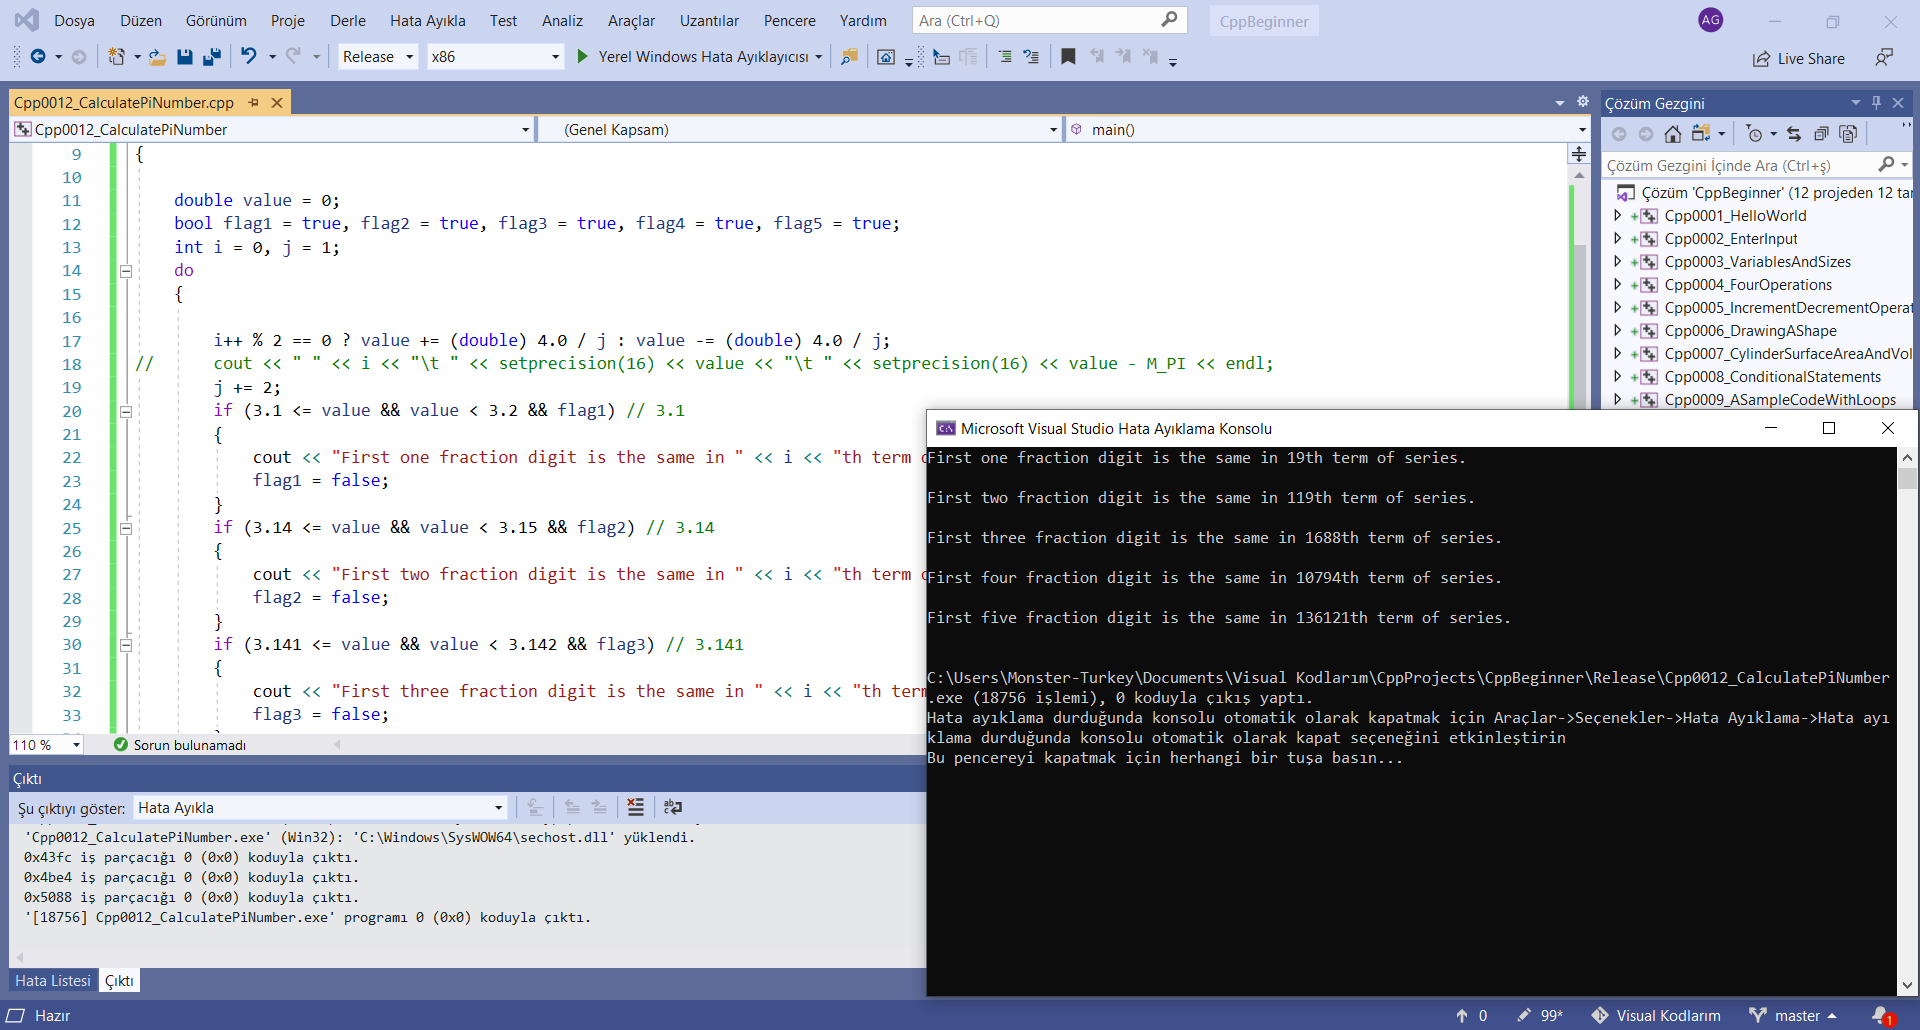 Dosya Düzen Görünüm Proje Derle Hata Ayıkla Test Analiz Araçlar Uzantılar Pencere Yardım Ara (Ctrl+Q) CppBeginner AG
Release x86 Yerel Windows Hata Ayıklayıcısı Live Share
Cpp0012_CalculatePiNumber.cpp
Cpp0012_CalculatePiNumber (Genel Kapsam) main()
9 {
10
11 double value = 0;
12 bool flag1 = true, flag2 = true, flag3 = true, flag4 = true, flag5 = true;
13 int i = 0, j = 1;
14 do
15 {
16
17 i++ % 2 == 0 ? value += (double) 4.0 / j : value -= (double) 4.0 / j;
18 // cout << " " << i << "\t " << setprecision(16) << value << "\t " << setprecision(16) << value - M_PI << endl;
19 j += 2;
20 if (3.1 <= value && value < 3.2 && flag1) // 3.1
21 {
22 cout << "First one fraction digit is the same in " << i << "th term
23 flag1 = false;
24 }
25 if (3.14 <= value && value < 3.15 && flag2) // 3.14
26 {
27 cout << "First two fraction digit is the same in " << i << "th term
28 flag2 = false;
29 }
30 if (3.141 <= value && value < 3.142 && flag3) // 3.141
31 {
32 cout << "First three fraction digit is the same in " << i << "th term
33 flag3 = false;
110 % Sorun bulunamadı
Çıktı
Şu çıktıyı göster: Hata Ayıkla
'Cpp0012_CalculatePiNumber.exe' (Win32): 'C:\Windows\SysWOW64\sechost.dll' yüklendi.
0x43fc iş parçacığı 0 (0x0) koduyla çıktı.
0x4be4 iş parçacığı 0 (0x0) koduyla çıktı.
0x5088 iş parçacığı 0 (0x0) koduyla çıktı.
'[18756] Cpp0012_CalculatePiNumber.exe' programı 0 (0x0) koduyla çıktı.
Hata Listesi Çıktı
Çözüm Gezgini
Çözüm Gezgini İçinde Ara (Ctrl+ş)
Çözüm 'CppBeginner' (12 projeden 12 tar
Cpp0001_HelloWorld
Cpp0002_EnterInput
Cpp0003_VariablesAndSizes
Cpp0004_FourOperations
Cpp0005_IncrementDecrementOperat
Cpp0006_DrawingAShape
Cpp0007_CylinderSurfaceAreaAndVol
Cpp0008_ConditionalStatements
Cpp0009_ASampleCodeWithLoops
C:\ Microsoft Visual Studio Hata Ayıklama Konsolu
First one fraction digit is the same in 19th term of series.
First two fraction digit is the same in 119th term of series.
First three fraction digit is the same in 1688th term of series.
First four fraction digit is the same in 10794th term of series.
First five fraction digit is the same in 136121th term of series.
C:\Users\Monster-Turkey\Documents\Visual Kodlarım\CppProjects\CppBeginner\Release\Cpp0012_CalculatePiNumber
.exe (18756 işlemi), 0 koduyla çıkış yaptı.
Hata ayıklama durduğunda konsolu otomatik olarak kapatmak için Araçlar->Seçenekler->Hata Ayıklama->Hata ayı
klama durduğunda konsolu otomatik olarak kapat seçeneğini etkinleştirin
Bu pencereyi kapatmak için herhangi bir tuşa basın...
Hazır 0 99* Visual Kodlarım master 1